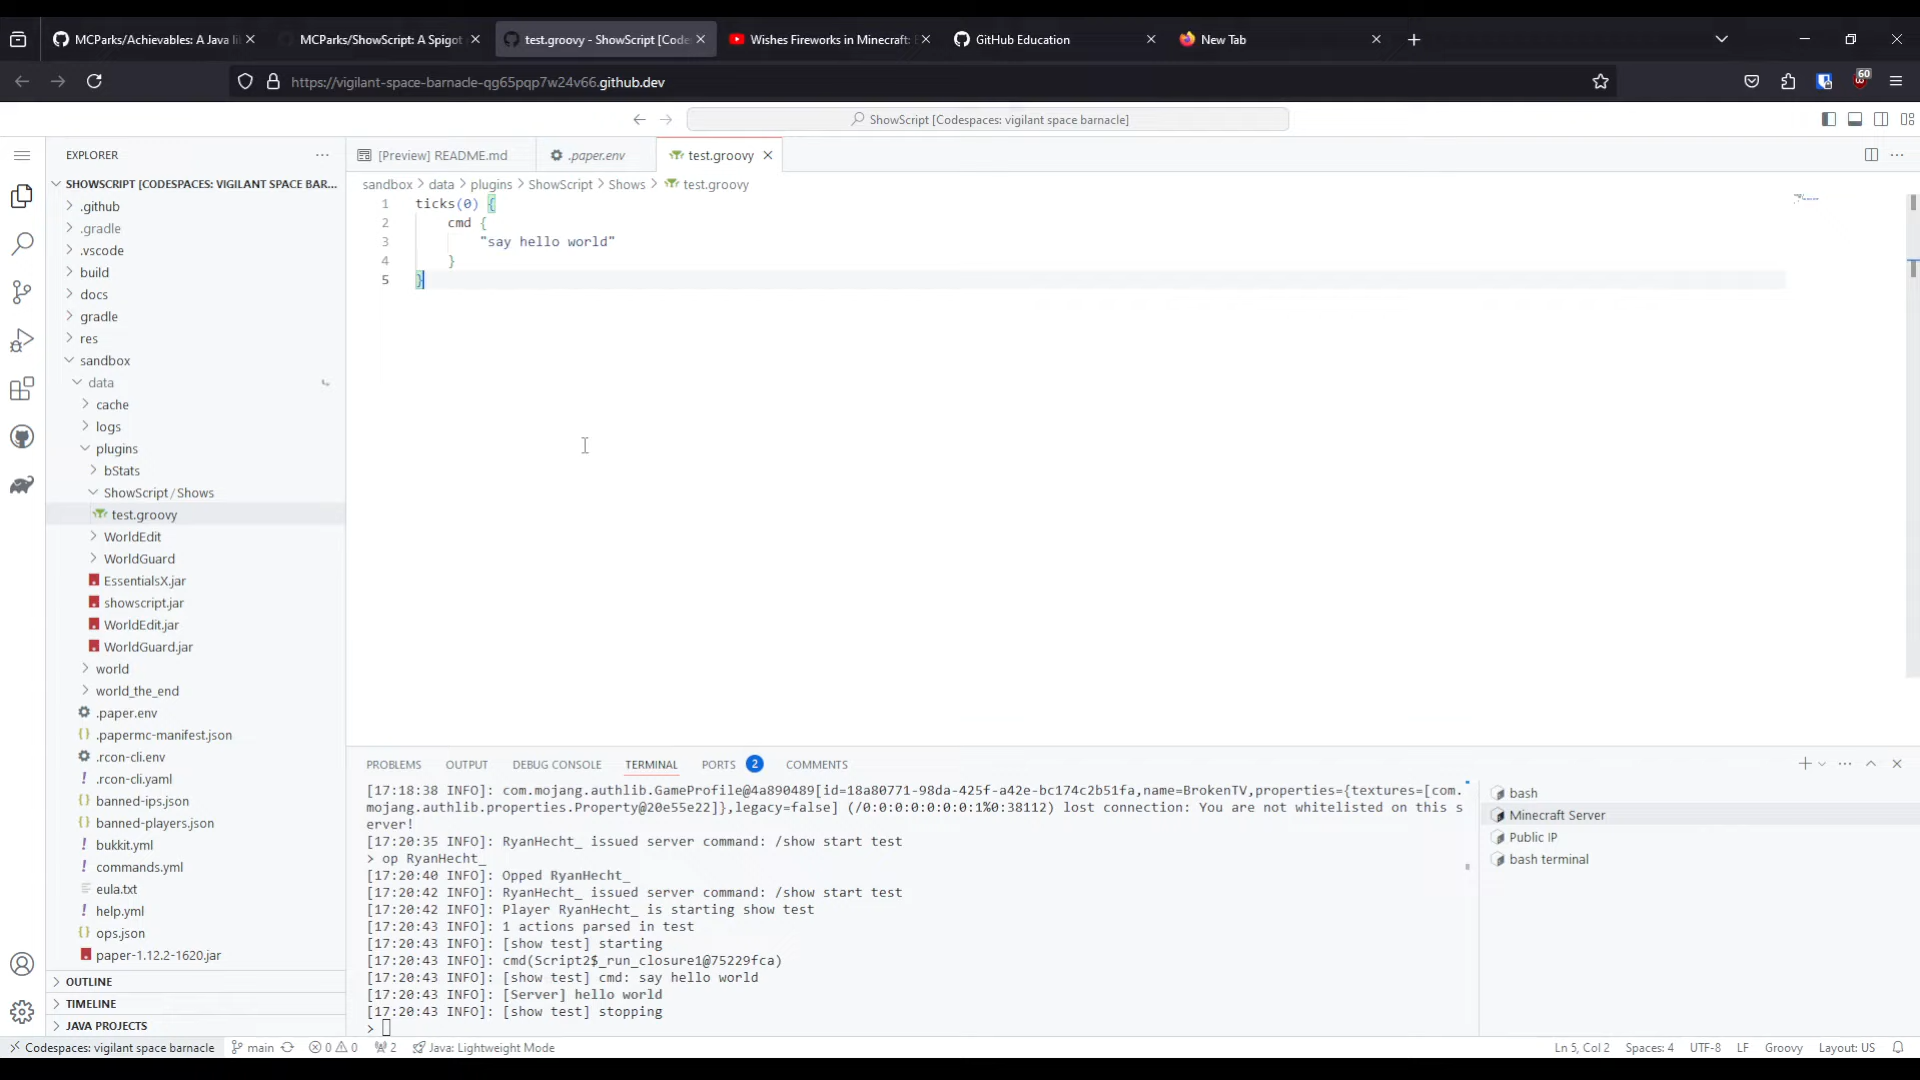 MCParks/Achievables: A Java li
MCParks/ShowScript: A Spigot
test.groovy - ShowScript [Code
Wishes Fireworks in Minecraft:
GitHub Education
New Tab
https://vigilant-space-barnacle-qg65pqp7w24v66.github.dev
60
ShowScript [Codespaces: vigilant space barnacle]
EXPLORER
[Preview] README.md
.paper.env
test.groovy
SHOWSCRIPT [CODESPACES: VIGILANT SPACE BAR...
sandbox > data > plugins > ShowScript > Shows > test.groovy
.github
.gradle
.vscode
build
docs
gradle
res
sandbox
data
cache
logs
plugins
bStats
ShowScript / Shows
test.groovy
WorldEdit
WorldGuard
EssentialsX.jar
showscript.jar
WorldEdit.jar
WorldGuard.jar
world
world_the_end
.paper.env
.papermc-manifest.json
.rcon-cli.env
.rcon-cli.yaml
banned-ips.json
banned-players.json
bukkit.yml
commands.yml
eula.txt
help.yml
ops.json
paper-1.12.2-1620.jar
OUTLINE
TIMELINE
JAVA PROJECTS
1 ticks(0) {
2 cmd {
3 "say hello world"
4 }
5 }
PROBLEMS OUTPUT DEBUG CONSOLE TERMINAL PORTS 2 COMMENTS
[17:18:38 INFO]: com.mojang.authlib.GameProfile@4a890489[id=18a80771-98da-425f-a42e-bc174c2b51fa,name=BrokenTV,properties={textures=[com.
mojang.authlib.properties.Property@20e55e22]},legacy=false] (/0:0:0:0:0:0:0:1%0:38112) lost connection: You are not whitelisted on this s
erver!
[17:20:35 INFO]: RyanHecht_ issued server command: /show start test
> op RyanHecht_
[17:20:40 INFO]: Opped RyanHecht_
[17:20:42 INFO]: RyanHecht_ issued server command: /show start test
[17:20:42 INFO]: Player RyanHecht_ is starting show test
[17:20:43 INFO]: 1 actions parsed in test
[17:20:43 INFO]: [show test] starting
[17:20:43 INFO]: cmd(Script2$_run_closure1@75229fca)
[17:20:43 INFO]: [show test] cmd: say hello world
[17:20:43 INFO]: [Server] hello world
[17:20:43 INFO]: [show test] stopping
>
bash
Minecraft Server
Public IP
bash terminal
Codespaces: vigilant space barnacle
main
0 0
2
Java: Lightweight Mode
Ln 5, Col 2
Spaces: 4
UTF-8
LF
Groovy
Layout: US